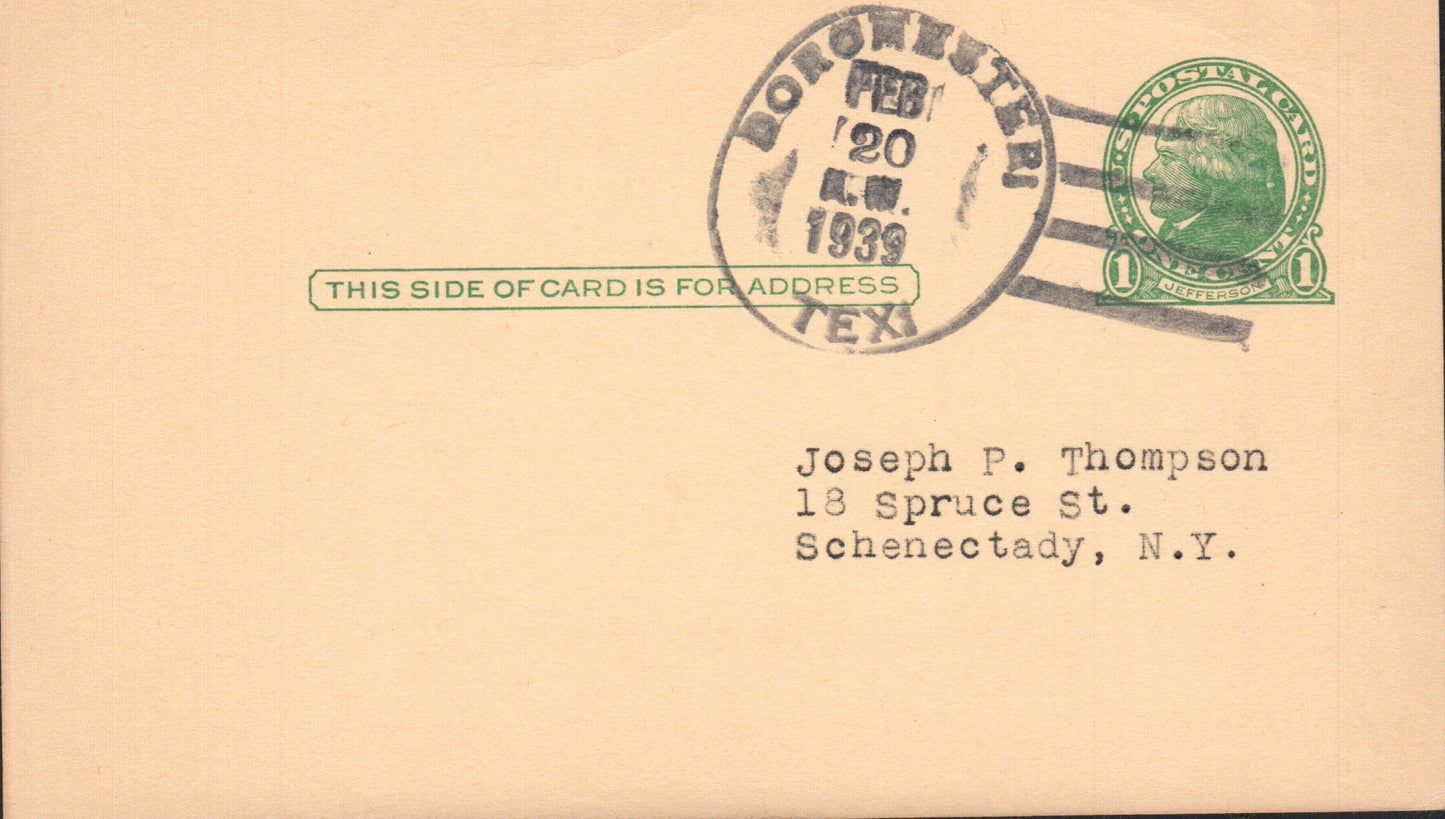 DORCHESTER
FEB
20
A.M.
1939
TEX
U.S. POSTAL CARD
ONE CENT
1 1
JEFFERSON
THIS SIDE OF CARD IS FOR ADDRESS
Joseph P. Thompson
18 Spruce St.
Schenectady, N.Y.